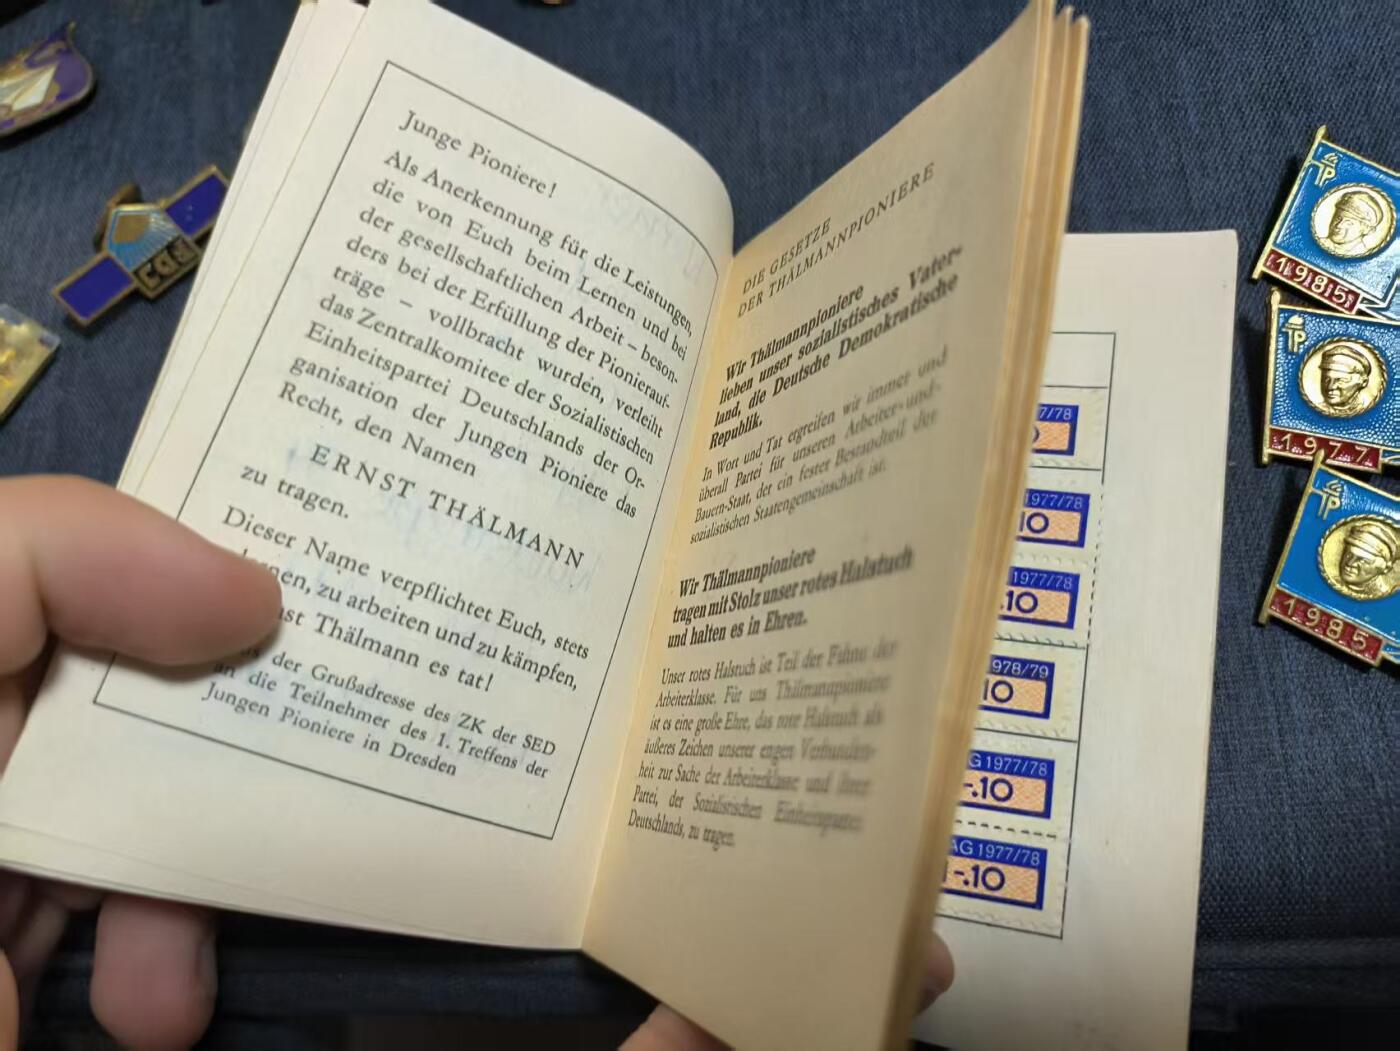 Junge Pioniere!
Als Anerkennung für die Leistungen,
die von Euch beim Lernen und bei
der gesellschaftlichen Arbeit – beson-
ders bei der Erfüllung der Pionierauf-
träge – vollbracht wurden, verleiht
das Zentralkomitee der Sozialistischen
Einheitspartei Deutschlands der Or-
ganisation der Jungen Pioniere das
Recht, den Namen
ERNST THÄLMANN
zu tragen.
Dieser Name verpflichtet Euch, stets
zu arbeiten und zu kämpfen,
Thälmann es tat!
der Grußadresse des ZK der SED
an die Teilnehmer des 1. Treffens der
Jungen Pioniere in Dresden
DIE GESETZE
DER THÄLMANNPIONIERE
Wir Thälmannpioniere
lieben unser sozialistisches Vater-
land, die Deutsche Demokratische
Republik.
In Wort und Tat ergreifen wir immer und
überall Partei für unseren Arbeiter-und-
Bauern-Staat, der ein fester Bestandteil der
sozialistischen Staatengemeinschaft ist.
Wir Thälmannpioniere
tragen mit Stolz unser rotes Halstuch
und halten es in Ehren.
Unser rotes Halstuch ist Teil der Fahne der
Arbeiterklasse. Für uns Thälmannpioniere
ist es eine große Ehre, das rote Halstuch als
äußeres Zeichen unserer engen Verbunden-
heit zur Sache der Arbeiterklasse und ihrer
Partei, der Sozialistischen Einheitspartei
Deutschlands, zu tragen.
7/78
1977/78
10
1977/78
.10
978/79
10
G 1977/78
-.10
AG 1977/78
-.10
TP
1985
TP
1977
TP
1985